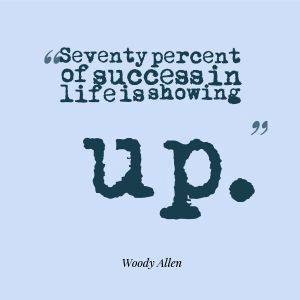 “Seventy percent
of success in
life is showing
up.”
Woody Allen